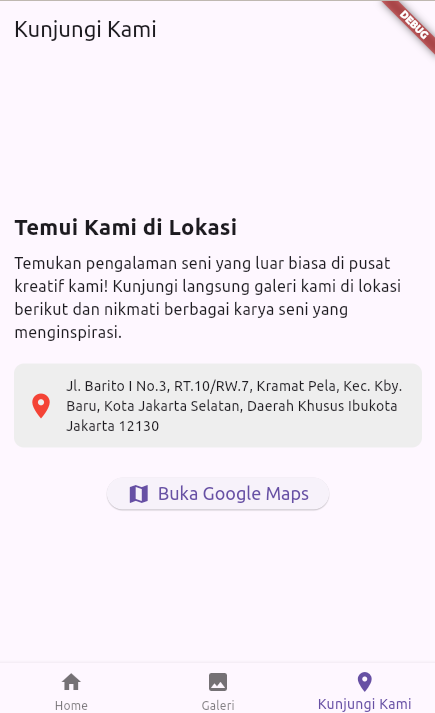 Kunjungi Kami
DEBUG
Temui Kami di Lokasi
Temukan pengalaman seni yang luar biasa di pusat
kreatif kami! Kunjungi langsung galeri kami di lokasi
berikut dan nikmati berbagai karya seni yang
menginspirasi.
Jl. Barito I No.3, RT.10/RW.7, Kramat Pela, Kec. Kby.
Baru, Kota Jakarta Selatan, Daerah Khusus Ibukota
Jakarta 12130
Buka Google Maps
Home
Galeri
Kunjungi Kami